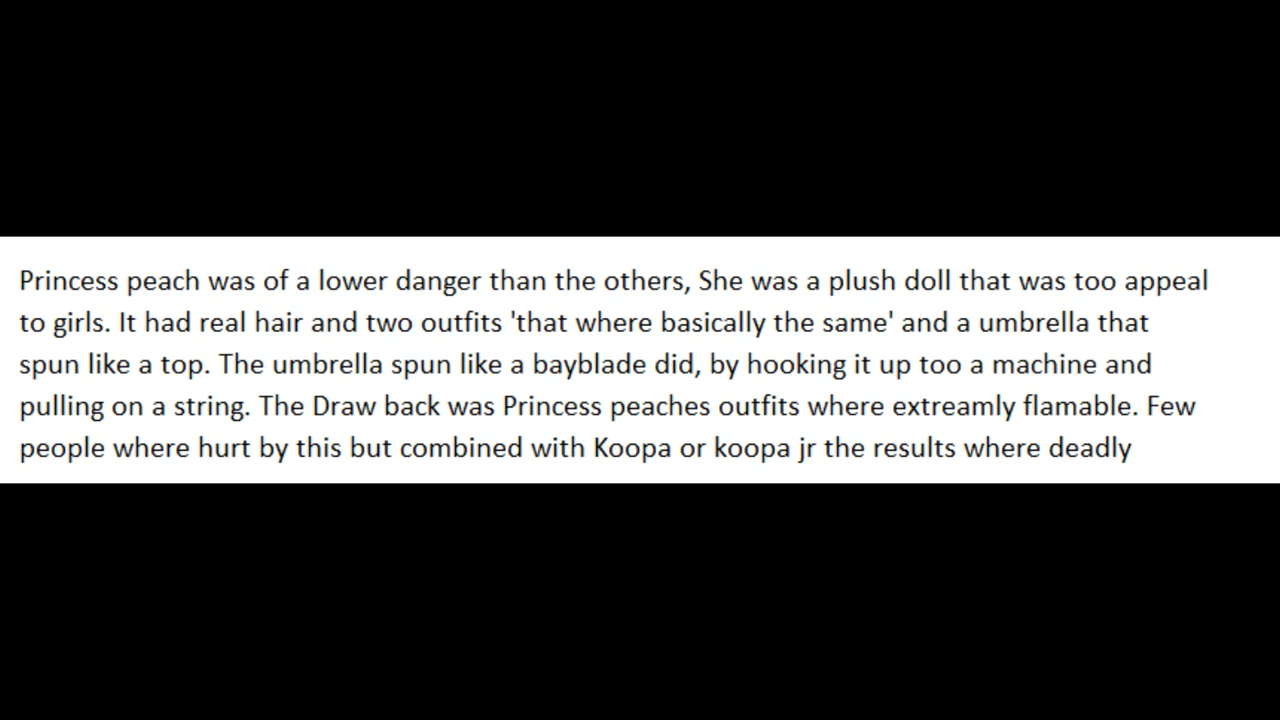 Princess peach was of a lower danger than the others, She was a plush doll that was too appeal
to girls. It had real hair and two outfits 'that where basically the same' and a umbrella that
spun like a top. The umbrella spun like a bayblade did, by hooking it up too a machine and
pulling on a string. The Draw back was Princess peaches outfits where extreamly flamable. Few
people where hurt by this but combined with Koopa or koopa jr the results where deadly